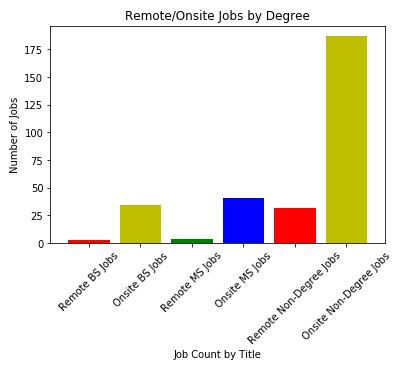 Remote/Onsite Jobs by Degree
Number of Jobs
175
150
125
100
75
50
25
0
Remote BS Jobs
Onsite BS Jobs
Remote MS Jobs
Onsite MS Jobs
Remote Non-Degree Jobs
Onsite Non-Degree Jobs
Job Count by Title